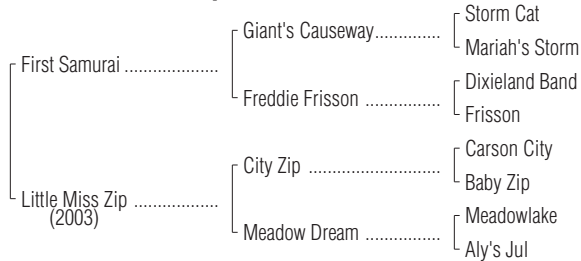 Storm Cat
Giant's Causeway..............
Mariah's Storm
First Samurai ...................
Dixieland Band
Freddie Frisson ...............
Frisson
Carson City
City Zip ..........................
Baby Zip
Little Miss Zip .................
(2003)
Meadowlake
Meadow Dream ...............
Aly's Jul